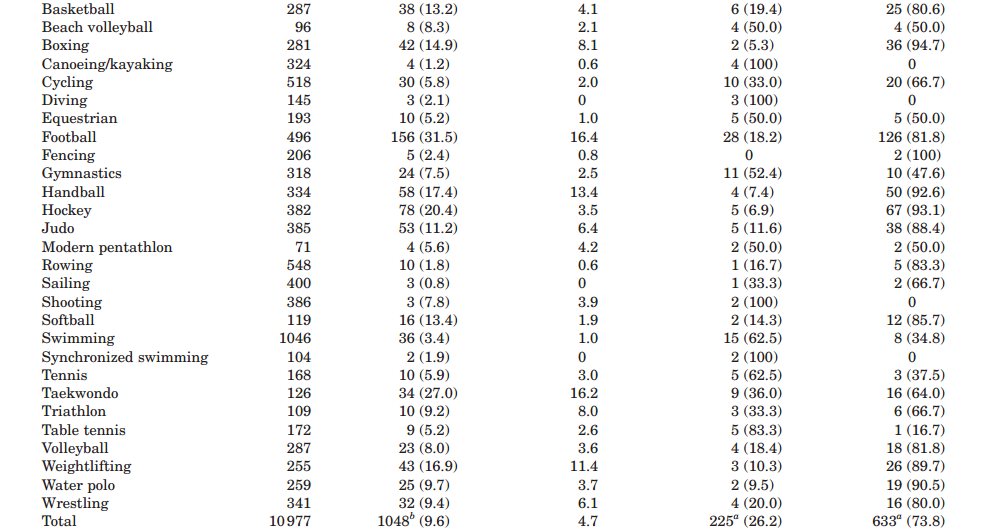 Basketball 287 38 (13.2) 4.1 6 (19.4) 25 (80.6)
Beach volleyball 96 8 (8.3) 2.1 4 (50.0) 4 (50.0)
Boxing 281 42 (14.9) 8.1 2 (5.3) 36 (94.7)
Canoeing/kayaking 324 4 (1.2) 0.6 4 (100) 0
Cycling 518 30 (5.8) 2.0 10 (33.0) 20 (66.7)
Diving 145 3 (2.1) 0 3 (100) 0
Equestrian 193 10 (5.2) 1.0 5 (50.0) 5 (50.0)
Football 496 156 (31.5) 16.4 28 (18.2) 126 (81.8)
Fencing 206 5 (2.4) 0.8 0 2 (100)
Gymnastics 318 24 (7.5) 2.5 11 (52.4) 10 (47.6)
Handball 334 58 (17.4) 13.4 4 (7.4) 50 (92.6)
Hockey 382 78 (20.4) 3.5 5 (6.9) 67 (93.1)
Judo 385 53 (11.2) 6.4 5 (11.6) 38 (88.4)
Modern pentathlon 71 4 (5.6) 4.2 2 (50.0) 2 (50.0)
Rowing 548 10 (1.8) 0.6 1 (16.7) 5 (83.3)
Sailing 400 3 (0.8) 0 1 (33.3) 2 (66.7)
Shooting 386 3 (7.8) 3.9 2 (100) 0
Softball 119 16 (13.4) 1.9 2 (14.3) 12 (85.7)
Swimming 1046 36 (3.4) 1.0 15 (62.5) 8 (34.8)
Synchronized swimming 104 2 (1.9) 0 2 (100) 0
Tennis 168 10 (5.9) 3.0 5 (62.5) 3 (37.5)
Taekwondo 126 34 (27.0) 16.2 9 (36.0) 16 (64.0)
Triathlon 109 10 (9.2) 8.0 3 (33.3) 6 (66.7)
Table tennis 172 9 (5.2) 2.6 5 (83.3) 1 (16.7)
Volleyball 287 23 (8.0) 3.6 4 (18.4) 18 (81.8)
Weightlifting 255 43 (16.9) 11.4 3 (10.3) 26 (89.7)
Water polo 259 25 (9.7) 3.7 2 (9.5) 19 (90.5)
Wrestling 341 32 (9.4) 6.1 4 (20.0) 16 (80.0)
Total 10 977 1048b (9.6) 4.7 225a (26.2) 633a (73.8)